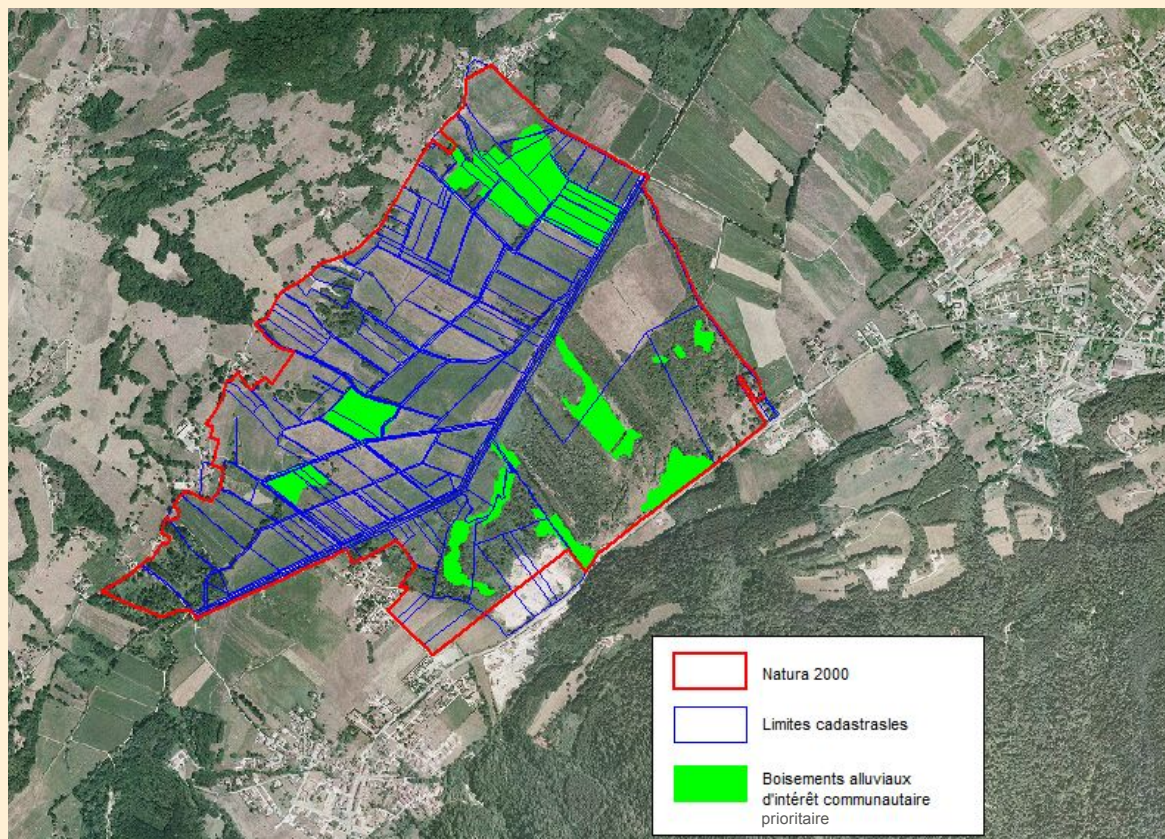 Natura 2000
Limites cadastrasles
Boisements alluviaux
d'intérêt communautaire
prioritaire